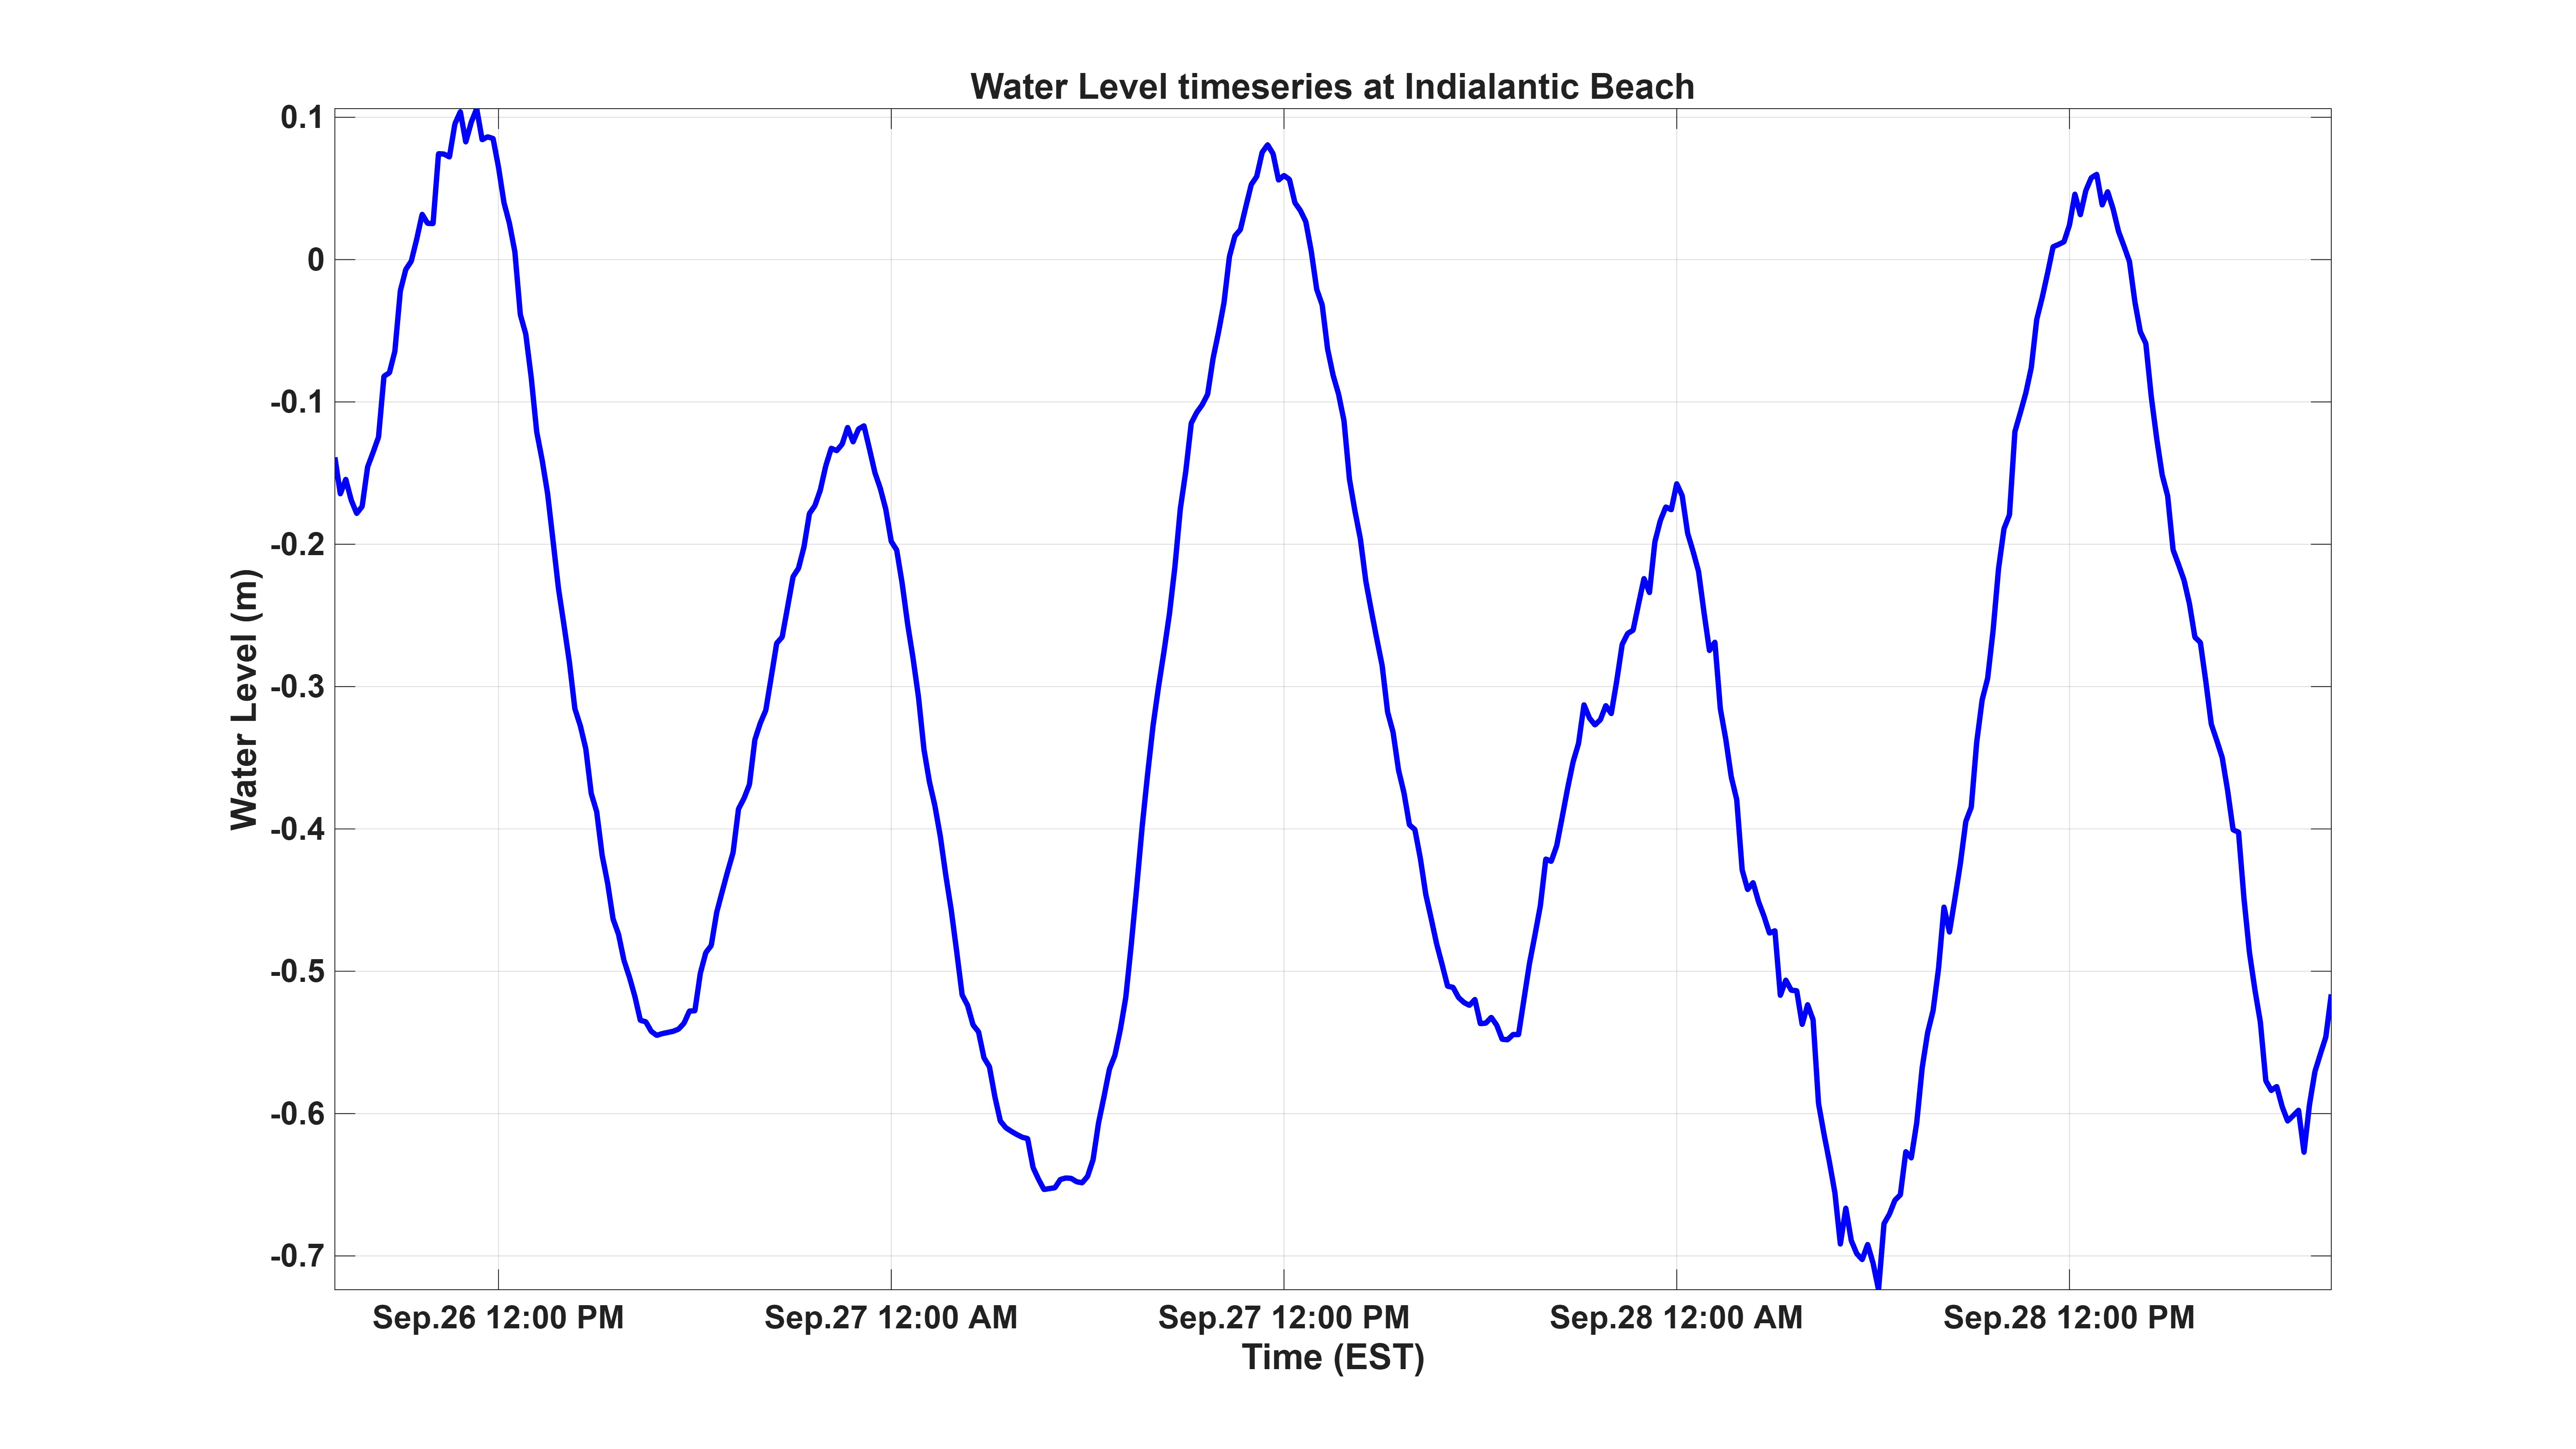 Water Level timeseries at Indialantic Beach
0.1
0
-0.1
-0.2
-0.3
-0.4
-0.5
-0.6
-0.7
Water Level (m)
Sep.26 12:00 PM Sep.27 12:00 AM Sep.27 12:00 PM Sep.28 12:00 AM Sep.28 12:00 PM
Time (EST)